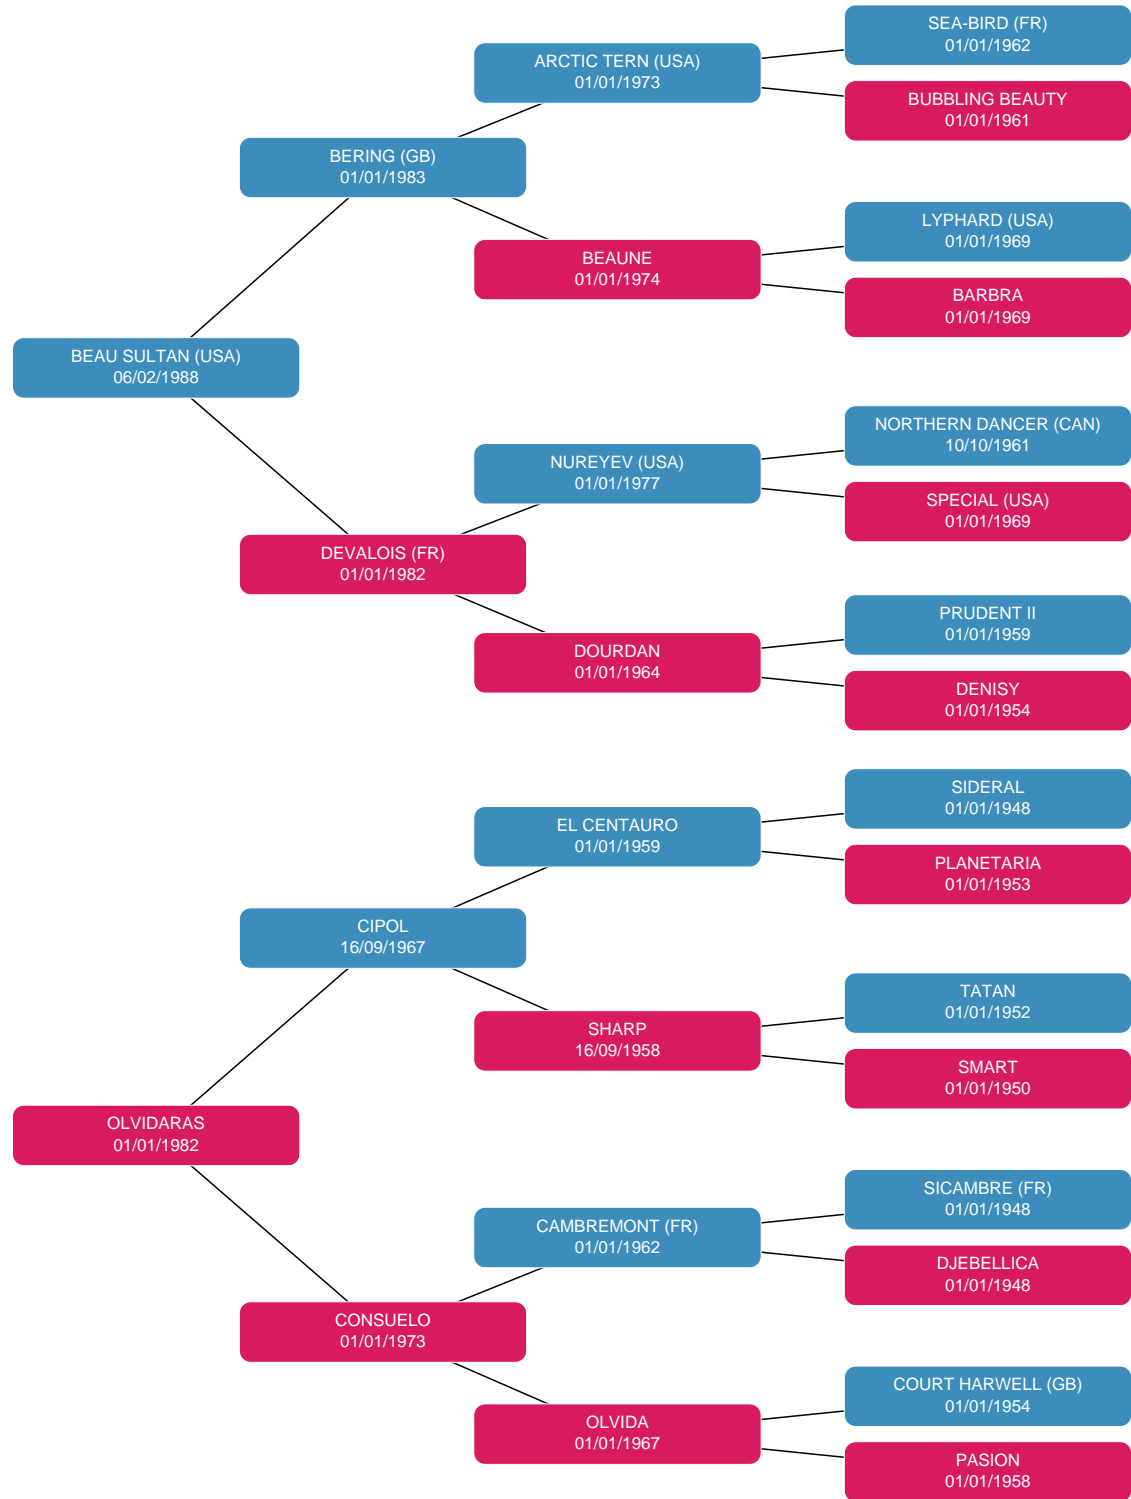 SEA-BIRD (FR)
01/01/1962
ARCTIC TERN (USA)
01/01/1973
BUBBLING BEAUTY
01/01/1961
BERING (GB)
01/01/1983
LYPHARD (USA)
01/01/1969
BEAUNE
01/01/1974
BARBRA
01/01/1969
BEAU SULTAN (USA)
06/02/1988
NORTHERN DANCER (CAN)
10/10/1961
NUREYEV (USA)
01/01/1977
SPECIAL (USA)
01/01/1969
DEVALOIS (FR)
01/01/1982
PRUDENT II
01/01/1959
DOURDAN
01/01/1964
DENISY
01/01/1954
SIDERAL
01/01/1948
EL CENTAURO
01/01/1959
PLANETARIA
01/01/1953
CIPOL
16/09/1967
TATAN
01/01/1952
SHARP
16/09/1958
SMART
01/01/1950
OLVIDARAS
01/01/1982
SICAMBRE (FR)
01/01/1948
CAMBREMONT (FR)
01/01/1962
DJEBELLICA
01/01/1948
CONSUELO
01/01/1973
COURT HARWELL (GB)
01/01/1954
OLVIDA
01/01/1967
PASION
01/01/1958